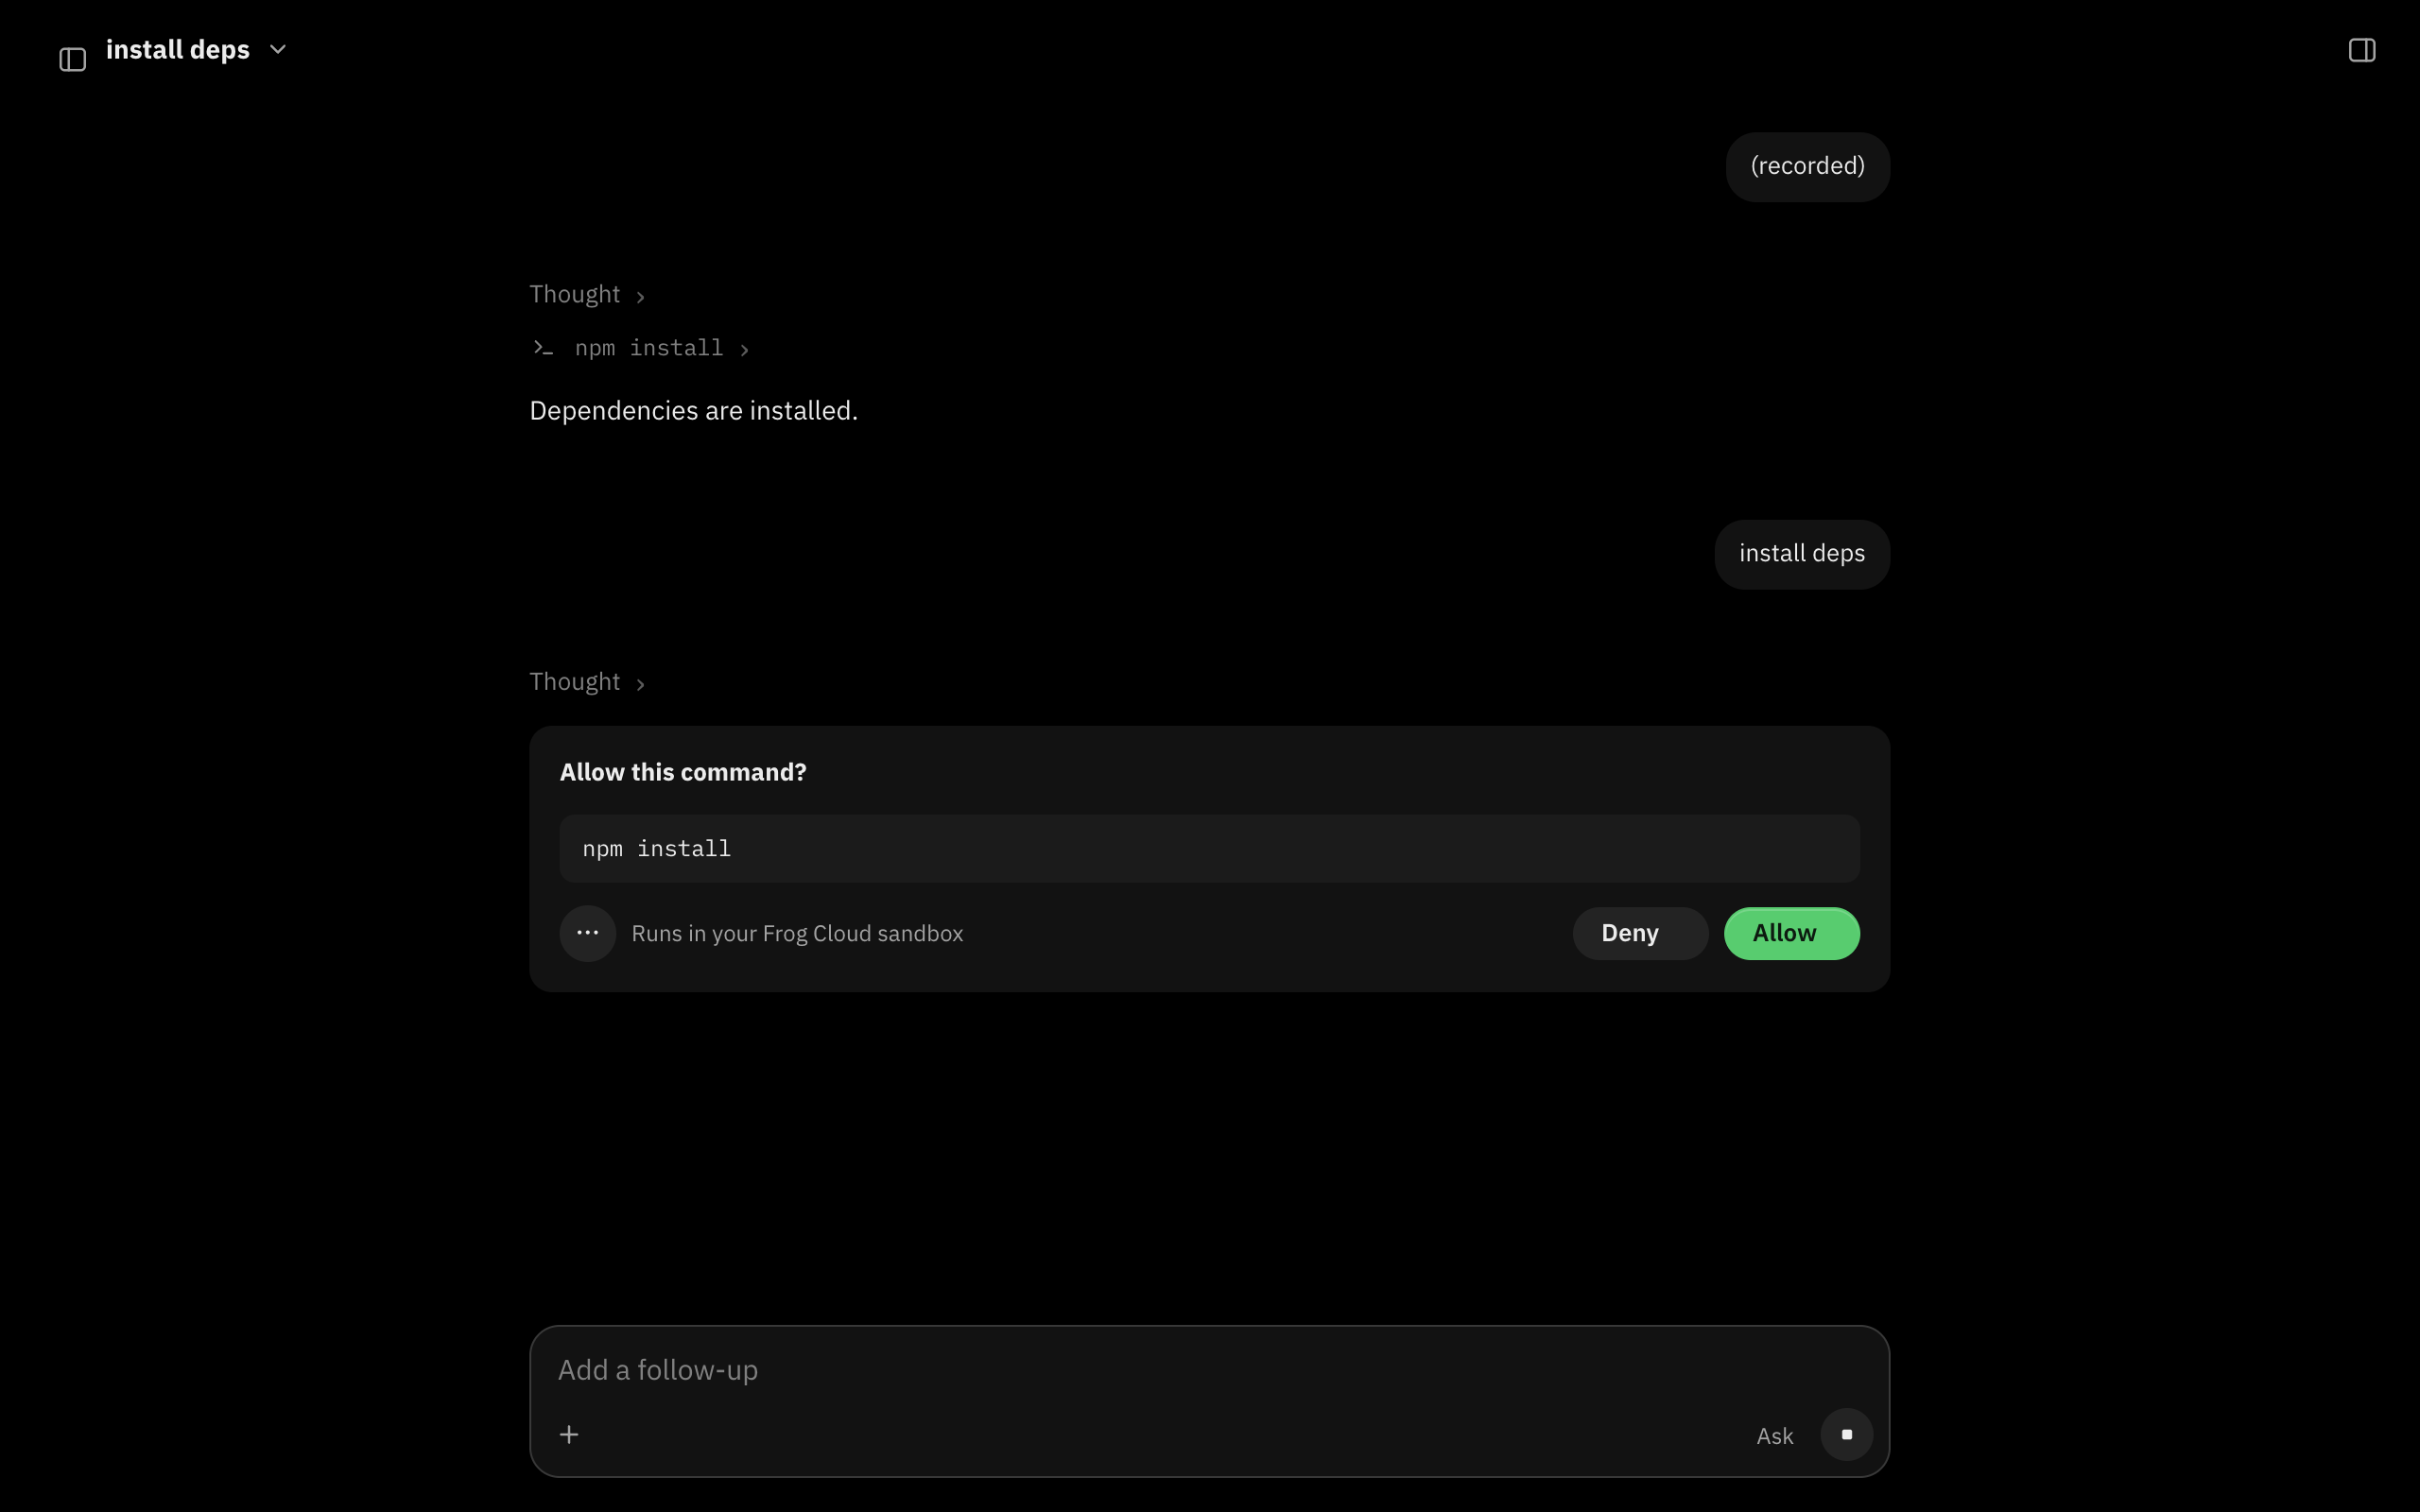 install deps
(recorded)
Thought
npm install
Dependencies are installed.
install deps
Thought
Allow this command?
npm install
Runs in your Frog Cloud sandbox
Deny
Allow
Add a follow-up
Ask